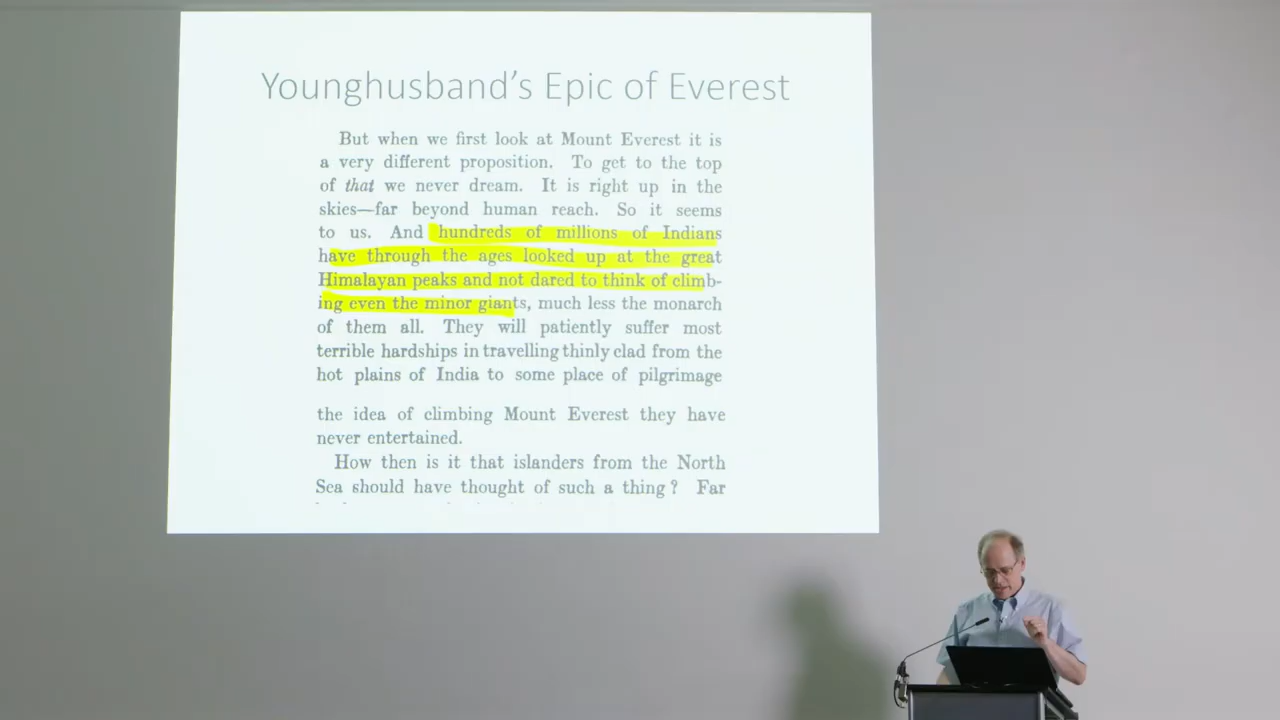 Younghusband's Epic of Everest
But when we first look at Mount Everest it is
a very different proposition. To get to the top
of that we never dream. It is right up in the
skies—far beyond human reach. So it seems
to us. And hundreds of millions of Indians
have through the ages looked up at the great
Himalayan peaks and not dared to think of climb-
ing even the minor giants, much less the monarch
of them all. They will patiently suffer most
terrible hardships in travelling thinly clad from the
hot plains of India to some place of pilgrimage
the idea of climbing Mount Everest they have
never entertained.
How then is it that islanders from the North
Sea should have thought of such a thing? Far